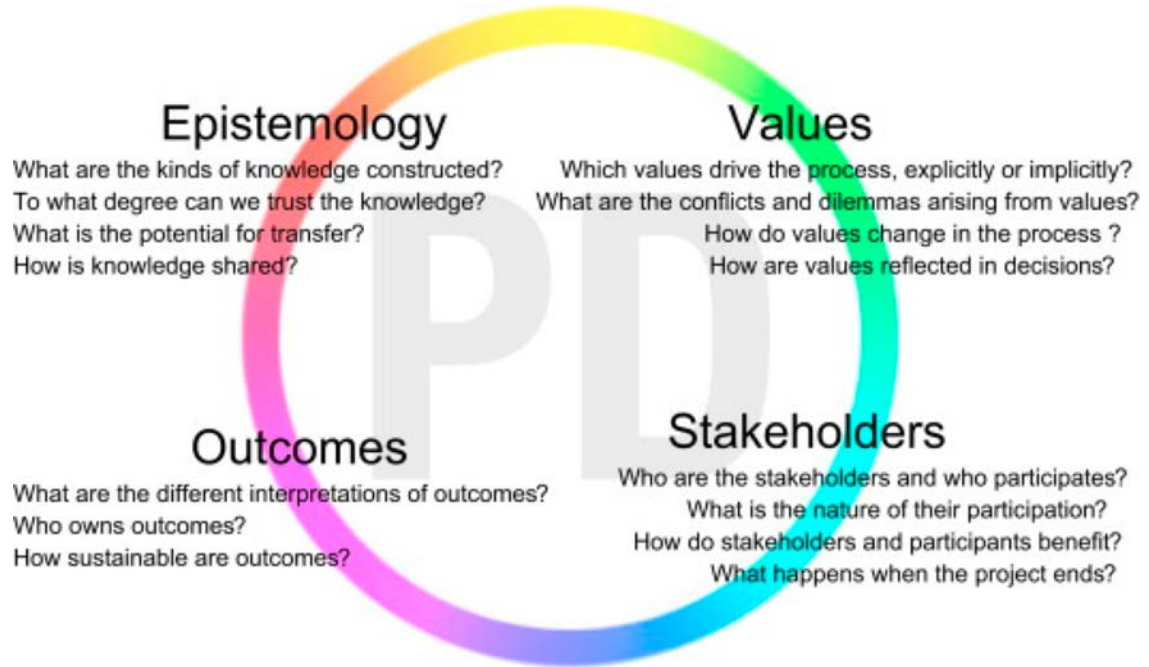 PD
Epistemology
What are the kinds of knowledge constructed?
To what degree can we trust the knowledge?
What is the potential for transfer?
How is knowledge shared?
Values
Which values drive the process, explicitly or implicitly?
What are the conflicts and dilemmas arising from values?
How do values change in the process ?
How are values reflected in decisions?
Outcomes
What are the different interpretations of outcomes?
Who owns outcomes?
How sustainable are outcomes?
Stakeholders
Who are the stakeholders and who participates?
What is the nature of their participation?
How do stakeholders and participants benefit?
What happens when the project ends?